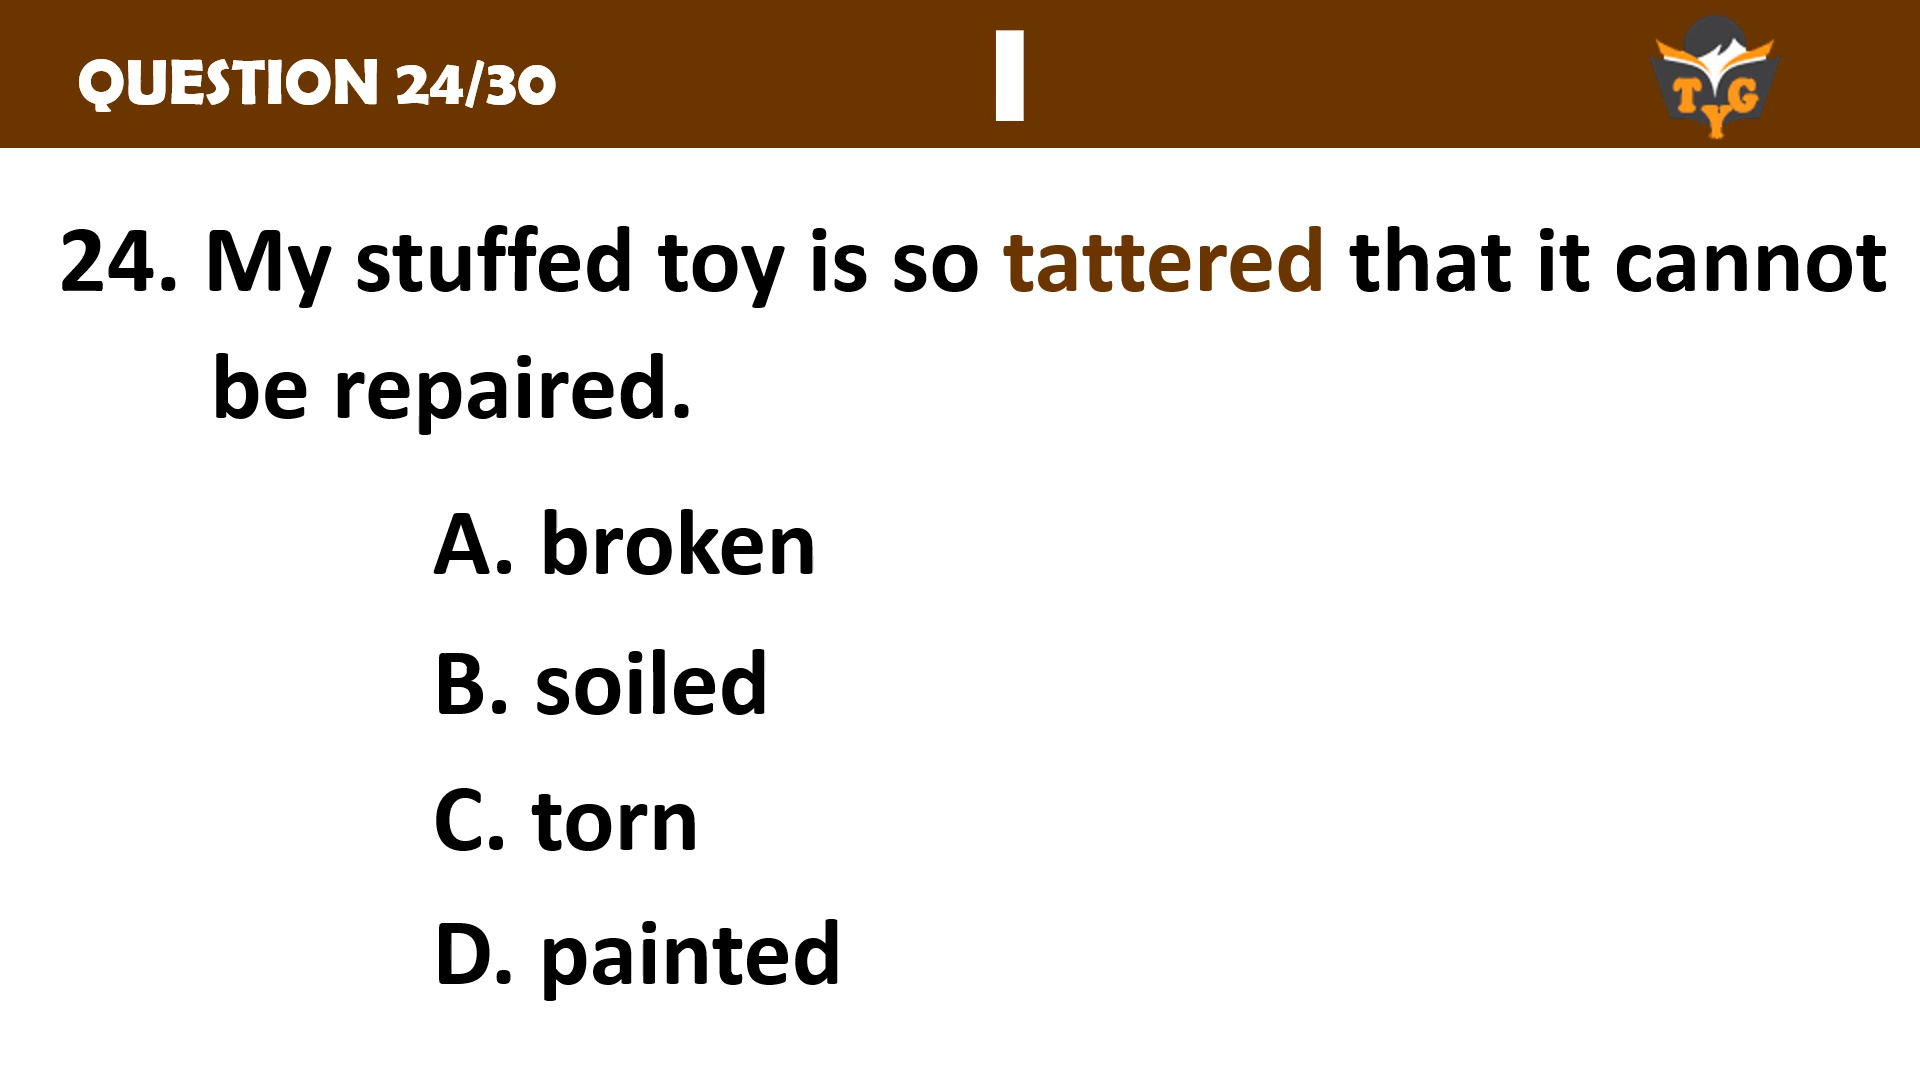 QUESTION 24/30
TYG
24. My stuffed toy is so tattered that it cannot
be repaired.
A. broken
B. soiled
C. torn
D. painted